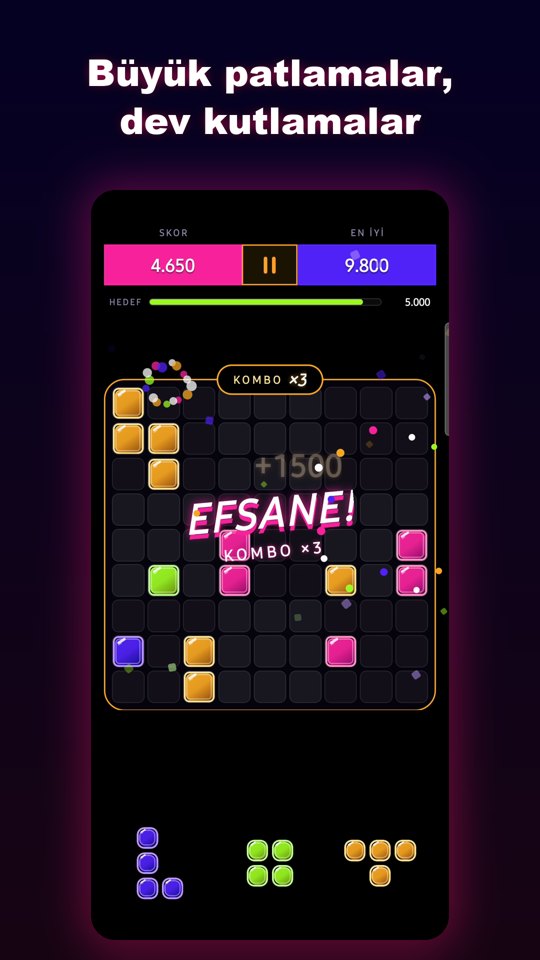 Büyük patlamalar,
dev kutlamalar
SKOR
EN İYİ
4.650
9.800
HEDEF
5.000
KOMBO ×3
+1500
EFSANE!
KOMBO ×3